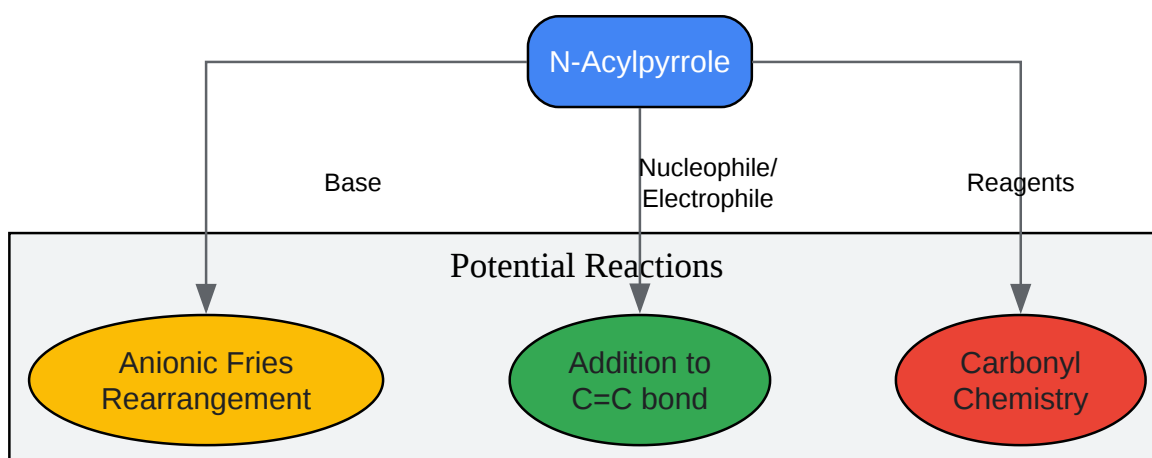 N-Acylpyrrole
Base
Nucleophile/
Electrophile
Reagents
Potential Reactions
Anionic Fries
Rearrangement
Addition to
C=C bond
Carbonyl
Chemistry